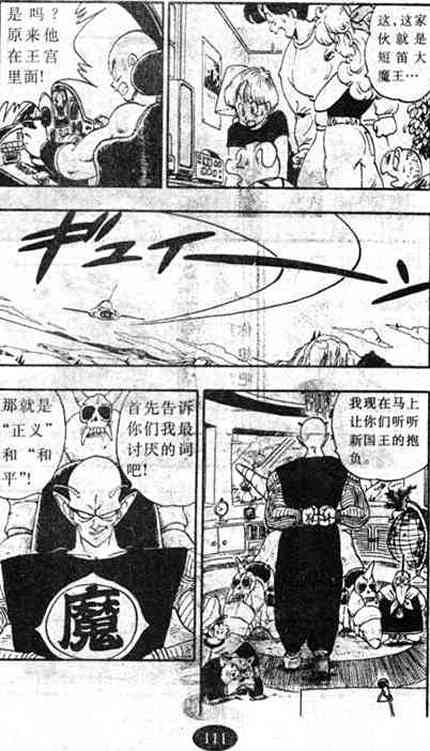 这,这家
伙就是
短笛大
魔王…
是吗?
原来他
在王宫
里面!
ギュイーン
我现在马上
让你们听听
新国王的抱
负。
首先告诉
你们我最
讨厌的词
吧!
那就是
“正义”
和“和
平”!
魔
111